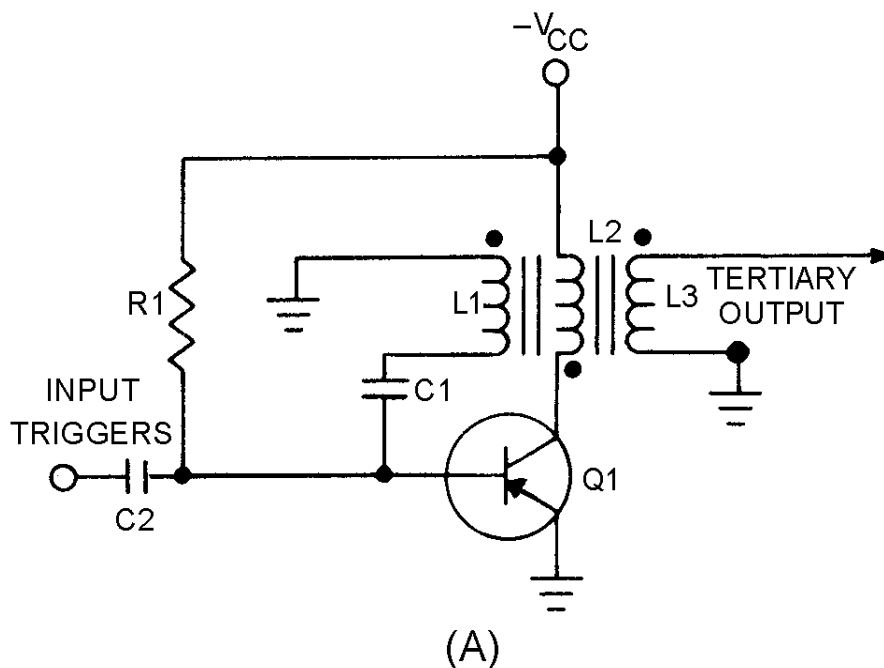 –VCC
L2
R1
L1
L3
TERTIARY
OUTPUT
C1
INPUT
TRIGGERS
C2
Q1
(A)